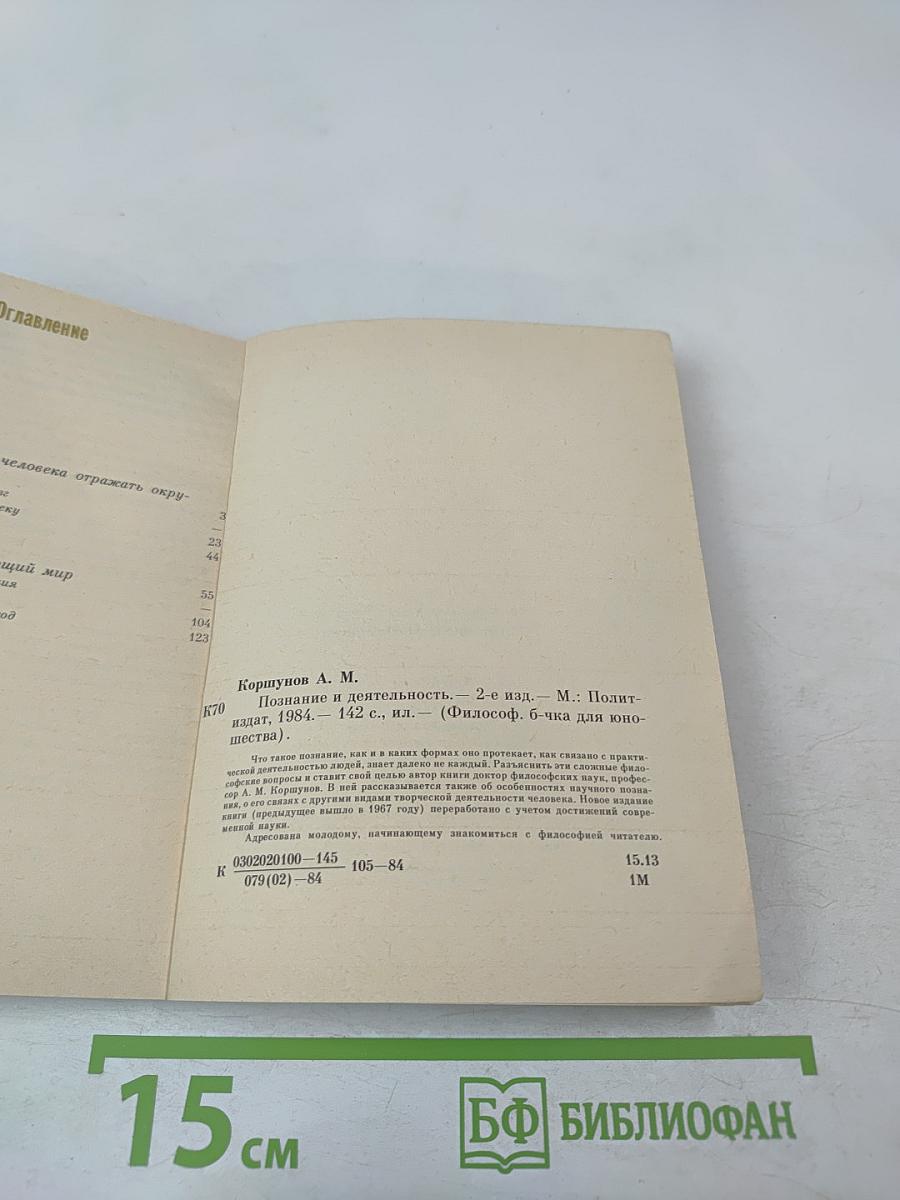 Оглавление
человека отражать окру-
3
—
23
44
щий мир
55
—
104
123
Коршунов А. М.
К70
Познание и деятельность.— 2-е изд.— М.: Полит-
издат, 1984.— 142 с., ил.— (Философ. б-чка для юно-
шества).
Что такое познание, как и в каких формах оно протекает, как связано с практи-
ческой деятельностью людей, знает далеко не каждый. Разъяснить эти сложные фило-
софские вопросы и ставит своей целью автор книги доктор философских наук, профес-
сор А. М. Коршунов. В ней рассказывается также об особенностях научного позна-
ния, о его связях с другими видами творческой деятельности человека. Новое издание
книги (предыдущее вышло в 1967 году) переработано с учетом достижений совре-
менной науки.
Адресована молодому, начинающему знакомиться с философией читателю.
К 0302020100—145 105—84 15.13
079(02)—84 1М
15 см
БФ БИБЛИОФАН